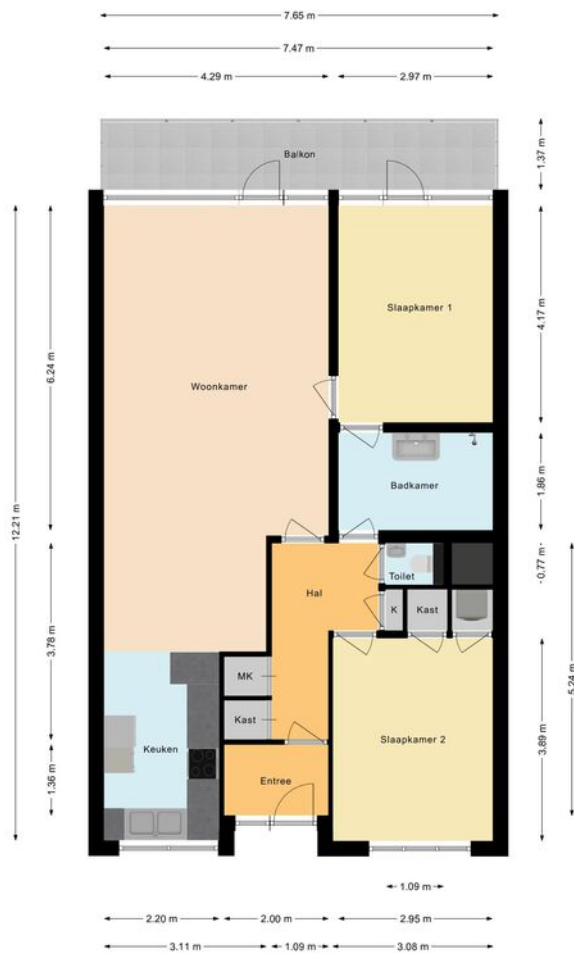 7.65 m
7.47 m
4.29 m
2.97 m
Balkon
1.37 m
Slaapkamer 1
4.17 m
6.24 m
Woonkamer
12.21 m
Badkamer
1.86 m
Toilet
0.77 m
Hal
K
Kast
3.78 m
MK
5.24 m
Kast
Slaapkamer 2
3.89 m
Keuken
Entree
1.36 m
1.09 m
2.20 m
2.00 m
2.95 m
3.11 m
1.09 m
3.08 m